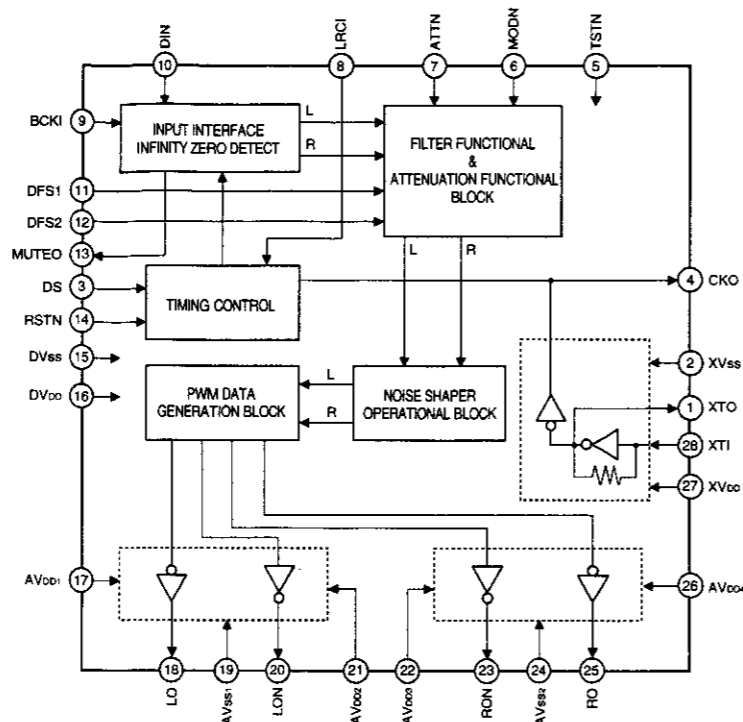 DIN
LRCI
ATTN
MODN
TSTN
10
8
7
6
5
BCKI
9
INPUT INTERFACE
INFINITY ZERO DETECT
L
R
FILTER FUNCTIONAL
&
ATTENUATION FUNCTIONAL
BLOCK
DFS1
11
DFS2
12
MUTEO
13
L
R
DS
3
TIMING CONTROL
4
CKO
RSTN
14
DVss
15
2
XVss
DVDD
16
PWM DATA
GENERATION BLOCK
L
R
NOISE SHAPER
OPERATIONAL BLOCK
1
XTO
28
XTI
27
XVDD
AVDD1
17
26
AVDD4
18
19
20
21
22
23
24
25
LO
AVss1
LON
AVDD2
AVDD3
RON
AVss2
RO